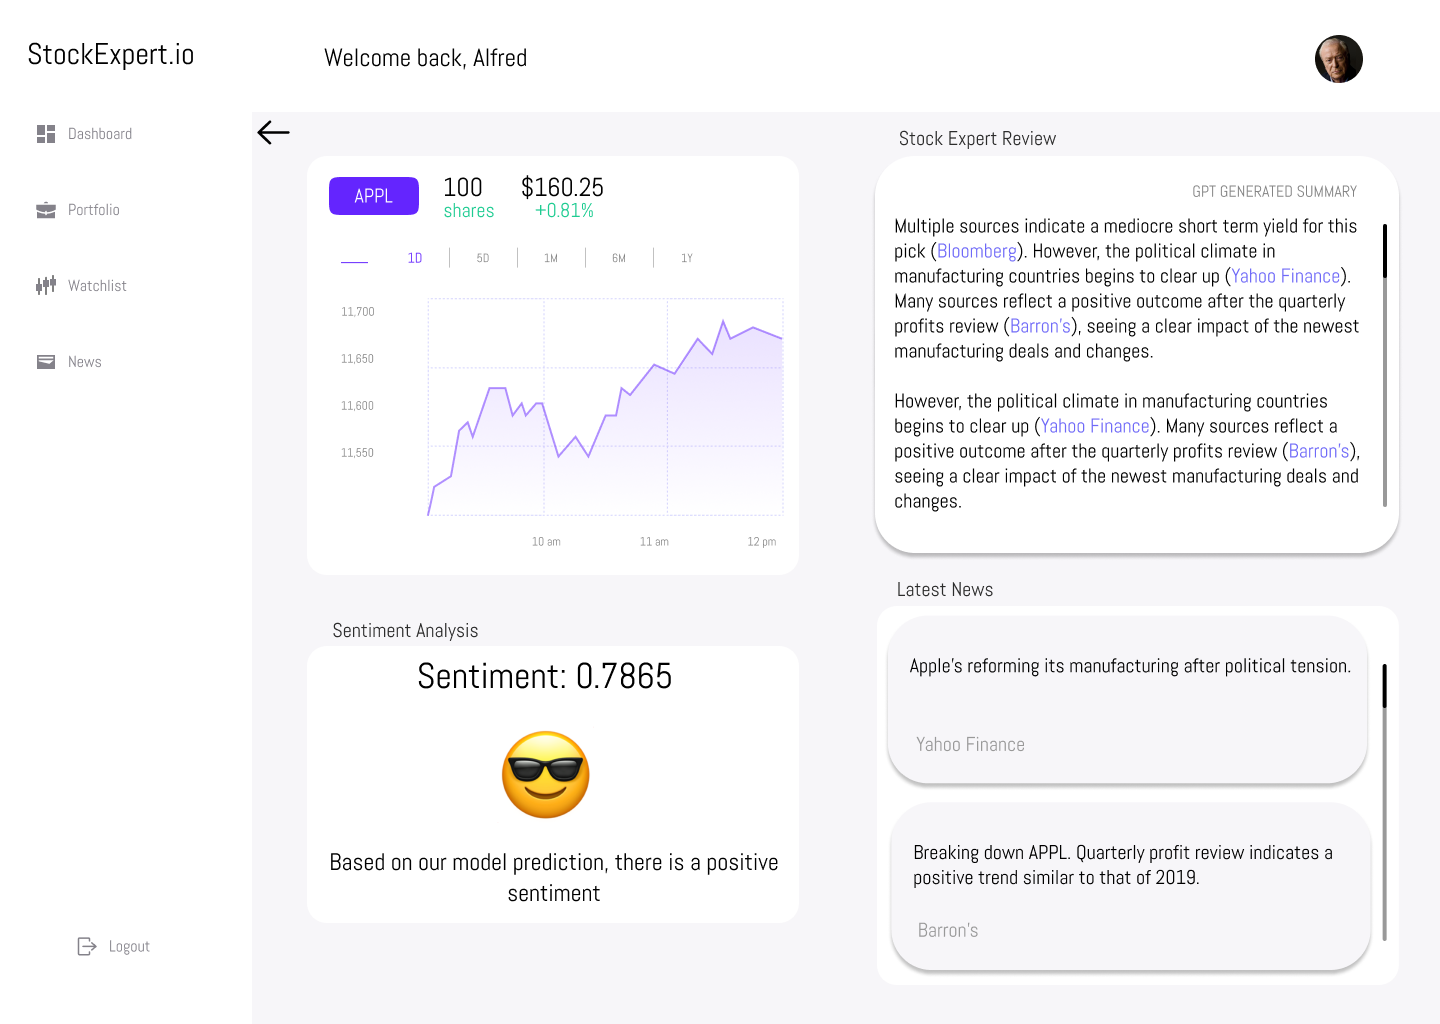 StockExpert.io
Welcome back, Alfred
Dashboard
Portfolio
Watchlist
News
Logout
APPL
100
shares
$160.25
+0.81%
1D
5D
1M
6M
1Y
11,700
11,650
11,600
11,550
10 am
11 am
12 pm
Sentiment Analysis
Sentiment: 0.7865
Based on our model prediction, there is a positive
sentiment
Stock Expert Review
GPT GENERATED SUMMARY
Multiple sources indicate a mediocre short term yield for this
pick (Bloomberg). However, the political climate in
manufacturing countries begins to clear up (Yahoo Finance).
Many sources reflect a positive outcome after the quarterly
profits review (Barron's), seeing a clear impact of the newest
manufacturing deals and changes.
However, the political climate in manufacturing countries
begins to clear up (Yahoo Finance). Many sources reflect a
positive outcome after the quarterly profits review (Barron's),
seeing a clear impact of the newest manufacturing deals and
changes.
Latest News
Apple's reforming its manufacturing after political tension.
Yahoo Finance
Breaking down APPL. Quarterly profit review indicates a
positive trend similar to that of 2019.
Barron's